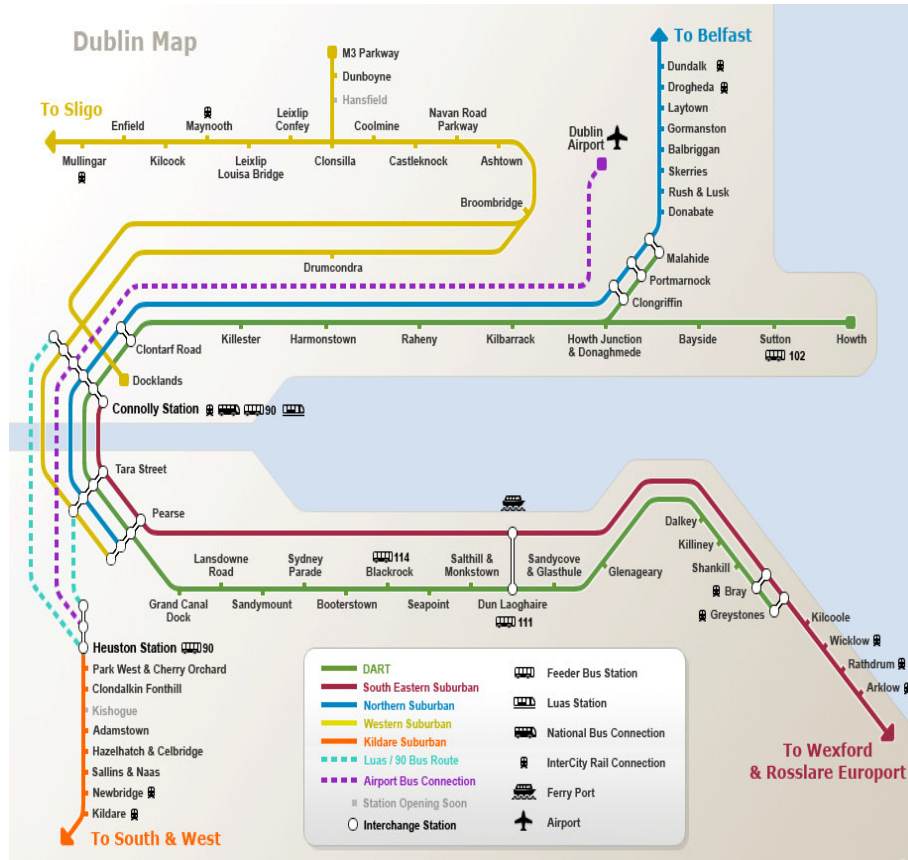 Dublin Map
To Sligo
Mullingar
Enfield
Kilcock
Maynooth
Leixlip
Louisa Bridge
Leixlip
Confey
Clonsilla
M3 Parkway
Dunboyne
Hansfield
Coolmine
Castleknock
Navan Road
Parkway
Ashtown
Broombridge
Drumcondra
Docklands
Dublin
Airport
To Belfast
Dundalk
Drogheda
Laytown
Gormanston
Balbriggan
Skerries
Rush & Lusk
Donabate
Malahide
Portmarnock
Clongriffin
Clontarf Road
Killester
Harmonstown
Raheny
Kilbarrack
Howth Junction
& Donaghmede
Bayside
Sutton
102
Howth
Connolly Station
90
Tara Street
Pearse
Grand Canal
Dock
Lansdowne
Road
Sandymount
Sydney
Parade
Booterstown
114
Blackrock
Seapoint
Salthill &
Monkstown
Dun Laoghaire
111
Sandycove
& Glasthule
Glenageary
Dalkey
Killiney
Shankill
Bray
Greystones
Kilcoole
Wicklow
Rathdrum
Arklow
To Wexford
& Rosslare Europort
Heuston Station
90
Park West & Cherry Orchard
Clondalkin Fonthill
Kishogue
Adamstown
Hazelhatch & Celbridge
Sallins & Naas
Newbridge
Kildare
To South & West
DART
South Eastern Suburban
Northern Suburban
Western Suburban
Kildare Suburban
Luas / 90 Bus Route
Airport Bus Connection
Station Opening Soon
Interchange Station
Feeder Bus Station
Luas Station
National Bus Connection
InterCity Rail Connection
Ferry Port
Airport